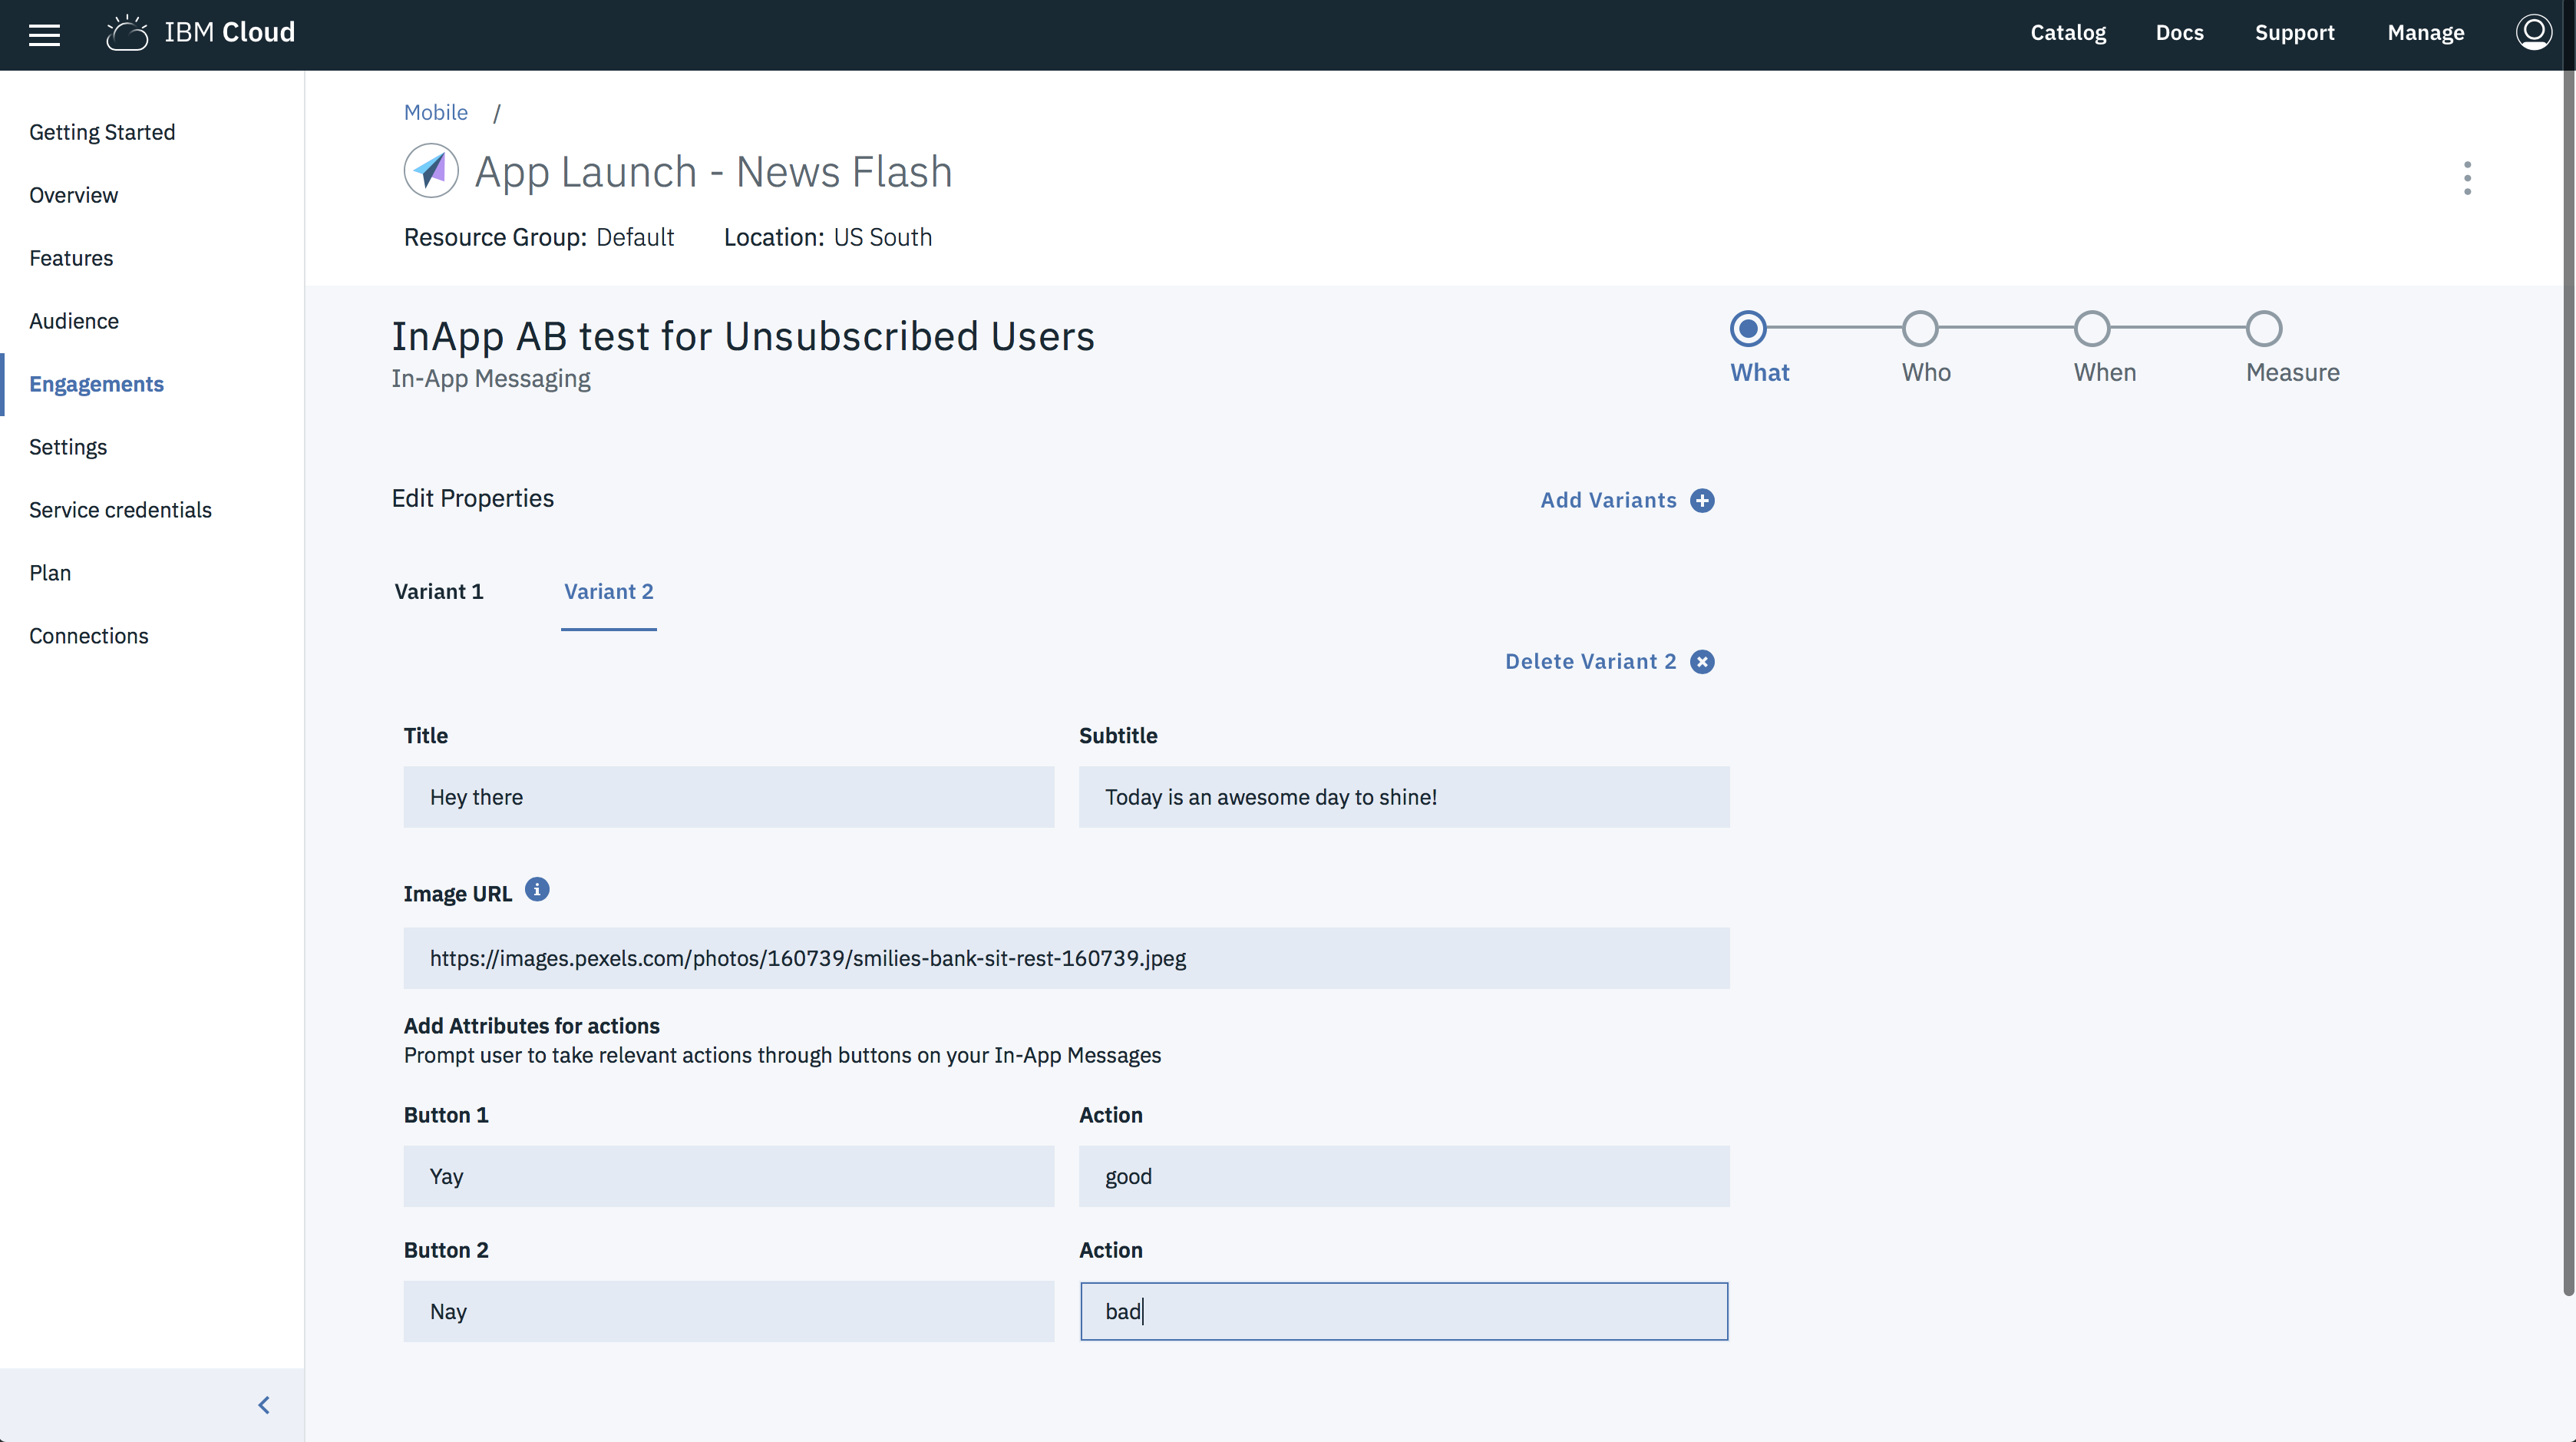 IBM Cloud
Catalog
Docs
Support
Manage
Getting Started
Overview
Features
Audience
Engagements
Settings
Service credentials
Plan
Connections
Mobile /
App Launch - News Flash
Resource Group: Default Location: US South
InApp AB test for Unsubscribed Users
In-App Messaging
What
Who
When
Measure
Edit Properties
Add Variants
Variant 1
Variant 2
Delete Variant 2
Title
Subtitle
Hey there
Today is an awesome day to shine!
Image URL
https://images.pexels.com/photos/160739/smilies-bank-sit-rest-160739.jpeg
Add Attributes for actions
Prompt user to take relevant actions through buttons on your In-App Messages
Button 1
Action
Yay
good
Button 2
Action
Nay
bad